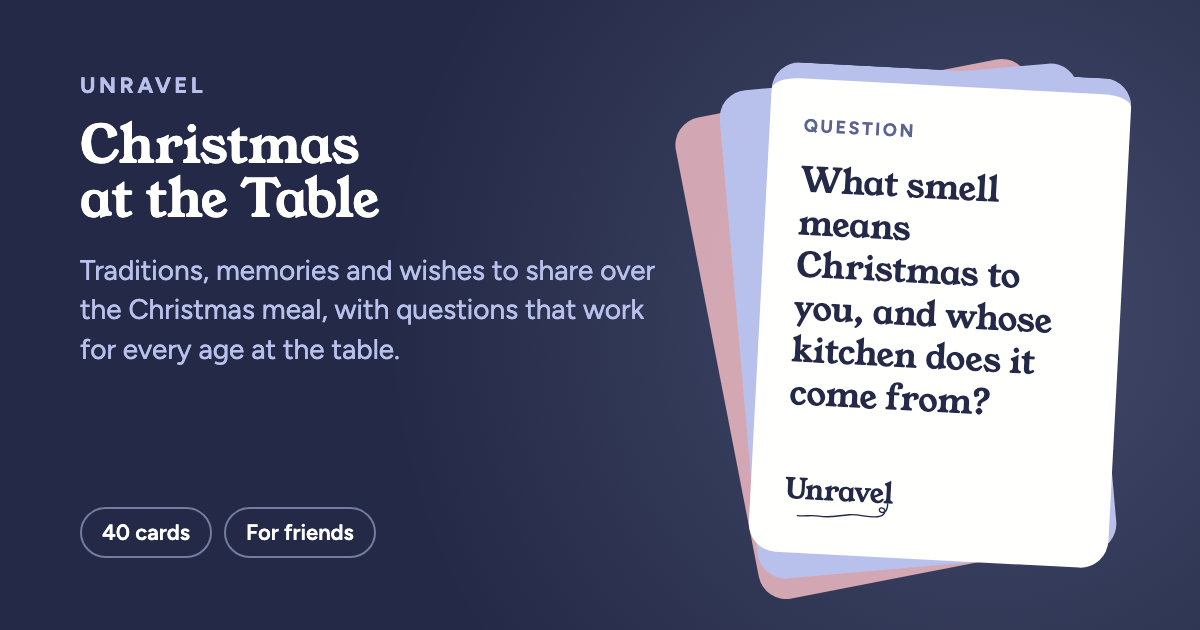 UNRAVEL
Christmas
at the Table
Traditions, memories and wishes to share over
the Christmas meal, with questions that work
for every age at the table.
40 cards
For friends
QUESTION
What smell
means
Christmas to
you, and whose
kitchen does it
come from?
Unravel